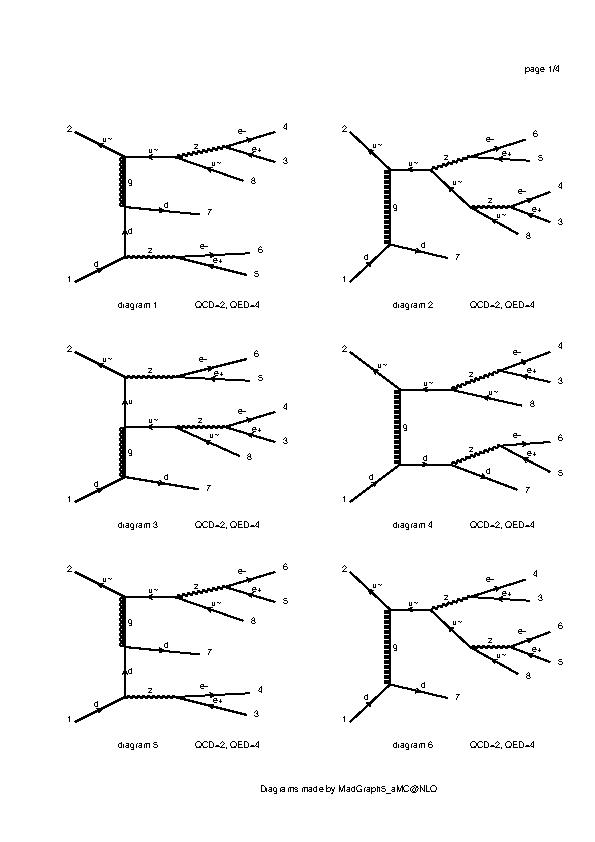 page 1/4
2 u~ u~ z e- 4
e+ 3
u~ 8
g
d 7
d
d z e- 6
e+ 5
1
diagram 1 QCD=2, QED=4
2 u~ u~ z e- 6
e+ 5
u~
g z e- 4
e+ 3
u~ 8
d d 7
1
diagram 2 QCD=2, QED=4
2 u~ z e- 6
e+ 5
u
u~ z e- 4
e+ 3
u~ 8
g
d d 7
1
diagram 3 QCD=2, QED=4
2 u~ u~ z e- 4
e+ 3
u~ 8
g
d d z e- 6
e+ 5
d 7
1
diagram 4 QCD=2, QED=4
2 u~ u~ z e- 6
e+ 5
u~ 8
g
d 7
d
d z e- 4
e+ 3
1
diagram 5 QCD=2, QED=4
2 u~ u~ z e- 4
e+ 3
u~
g z e- 6
e+ 5
u~ 8
d d 7
1
diagram 6 QCD=2, QED=4
Diagrams made by MadGraph5_aMC@NLO